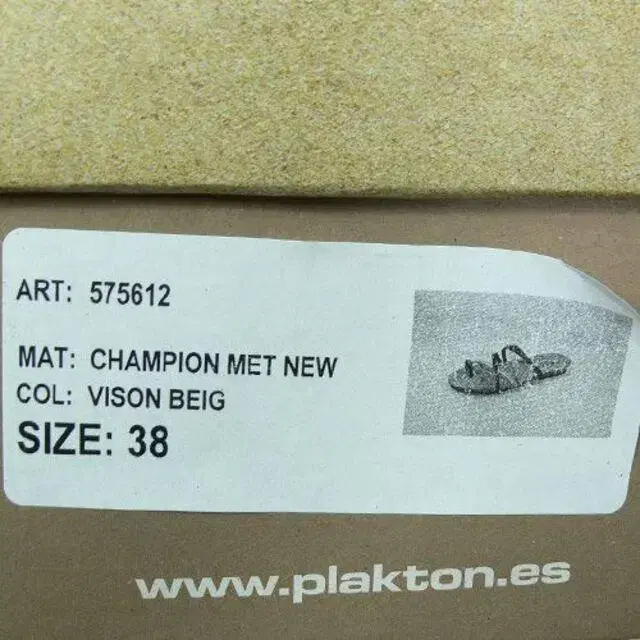 ART: 575612
MAT: CHAMPION MET NEW
COL: VISON BEIG
SIZE: 38
www.plakton.es